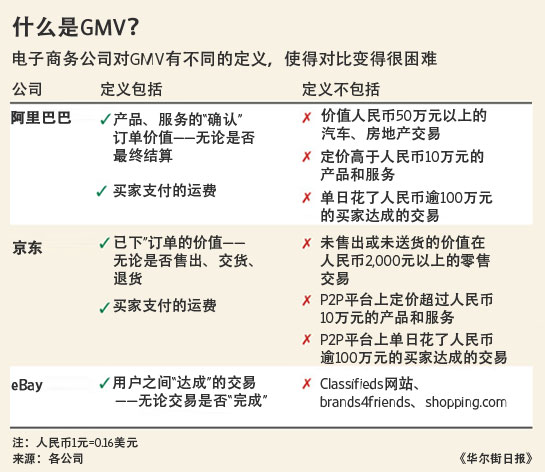 什么是GMV？
电子商务公司对GMV有不同的定义，使得对比变得很困难
公司 定义包括 定义不包括
阿里巴巴
✓产品、服务的“确认”
订单价值——无论是否
最终结算
✓买家支付的运费
✗ 价值人民币50万元以上的
汽车、房地产交易
✗ 定价高于人民币10万元的
产品和服务
✗ 单日花了人民币逾100万元
的买家达成的交易
京东
✓已下”订单的价值——
无论是否售出、交货、
退货
✓买家支付的运费
✗ 未售出或未送货的价值在
人民币2,000元以上的零售
交易
✗ P2P平台上定价超过人民币
10万元的产品和服务
✗ P2P平台上单日花了人民币
逾100万元的买家达成的交易
eBay
✓用户之间“达成”的交易
——无论交易是否“完成”
✗ Classifieds网站、
brands4friends、shopping.com
注：人民币1元=0.16美元
来源：各公司
《华尔街日报》